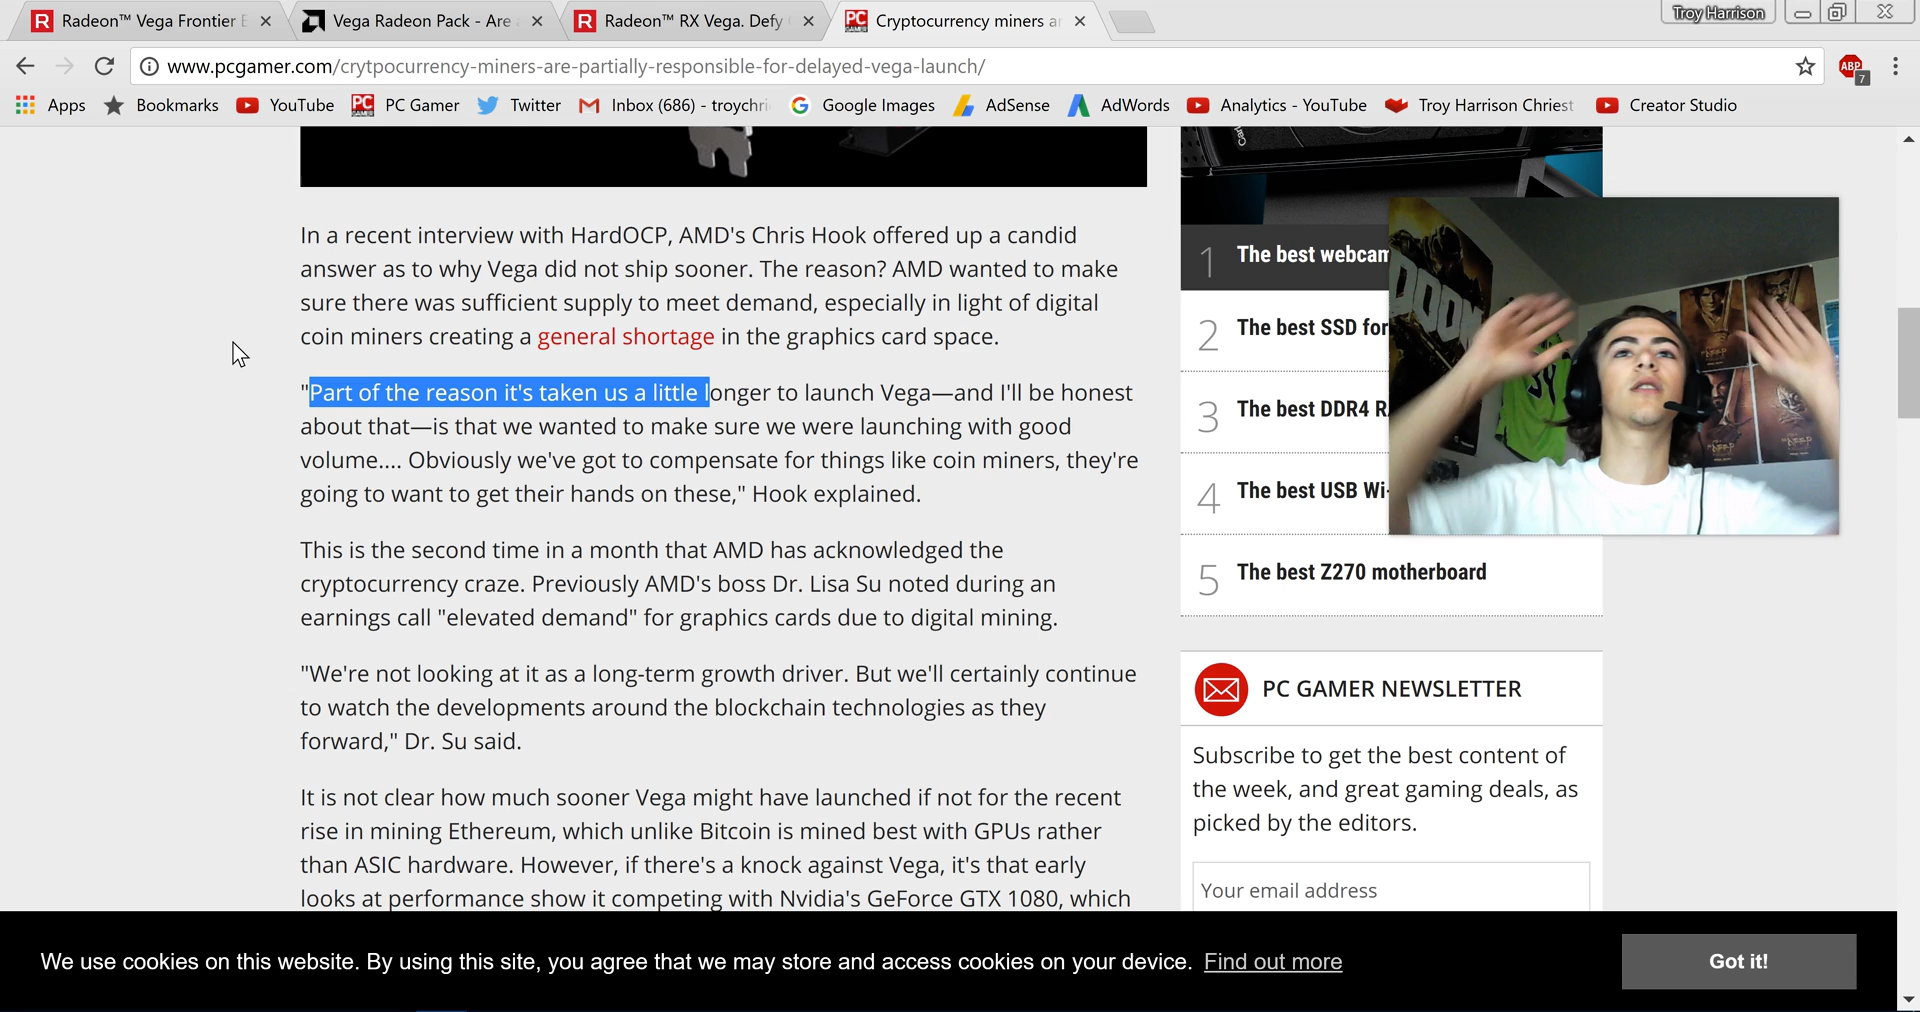 Radeon™ Vega Frontier E
Vega Radeon Pack - Are
Radeon™ RX Vega. Defy
Cryptocurrency miners ar
Troy Harrison
www.pcgamer.com/crytpocurrency-miners-are-partially-responsible-for-delayed-vega-launch/
ABP
7
Apps
Bookmarks
YouTube
PC Gamer
Twitter
Inbox (686) - troychri
Google Images
AdSense
AdWords
Analytics - YouTube
Troy Harrison Chriest
Creator Studio
In a recent interview with HardOCP, AMD's Chris Hook offered up a candid
answer as to why Vega did not ship sooner. The reason? AMD wanted to make
sure there was sufficient supply to meet demand, especially in light of digital
coin miners creating a general shortage in the graphics card space.
"Part of the reason it's taken us a little longer to launch Vega—and I'll be honest
about that—is that we wanted to make sure we were launching with good
volume.... Obviously we've got to compensate for things like coin miners, they're
going to want to get their hands on these," Hook explained.
This is the second time in a month that AMD has acknowledged the
cryptocurrency craze. Previously AMD's boss Dr. Lisa Su noted during an
earnings call "elevated demand" for graphics cards due to digital mining.
"We're not looking at it as a long-term growth driver. But we'll certainly continue
to watch the developments around the blockchain technologies as they
forward," Dr. Su said.
It is not clear how much sooner Vega might have launched if not for the recent
rise in mining Ethereum, which unlike Bitcoin is mined best with GPUs rather
than ASIC hardware. However, if there's a knock against Vega, it's that early
looks at performance show it competing with Nvidia's GeForce GTX 1080, which
1 The best webcam
2 The best SSD for
3 The best DDR4 R
4 The best USB Wi-
5 The best Z270 motherboard
DOOM
PC GAMER NEWSLETTER
Subscribe to get the best content of
the week, and great gaming deals, as
picked by the editors.
Your email address
We use cookies on this website. By using this site, you agree that we may store and access cookies on your device. Find out more
Got it!